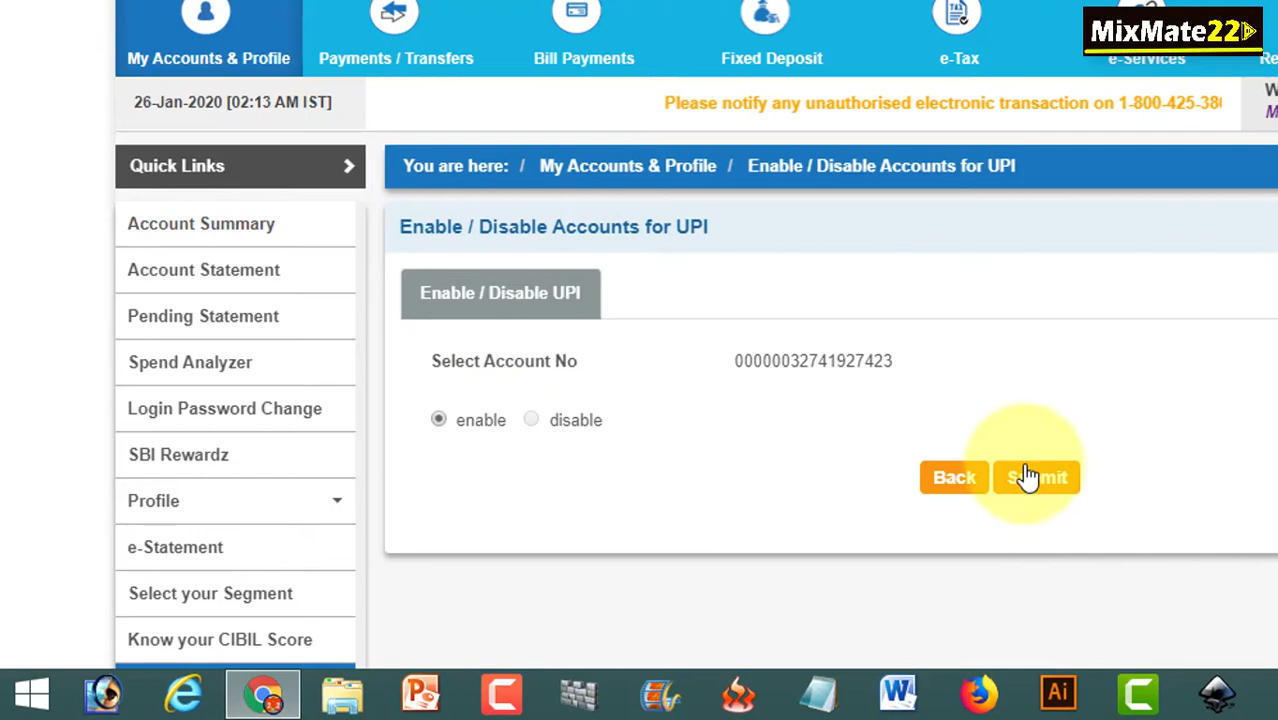 MixMate22
My Accounts & Profile
Payments / Transfers
Bill Payments
Fixed Deposit
e-Tax
e-Services
26-Jan-2020 [02:13 AM IST]
Please notify any unauthorised electronic transaction on 1-800-425-380
Quick Links
You are here: / My Accounts & Profile / Enable / Disable Accounts for UPI
Account Summary
Account Statement
Pending Statement
Spend Analyzer
Login Password Change
SBI Rewardz
Profile
e-Statement
Select your Segment
Know your CIBIL Score
Enable / Disable Accounts for UPI
Enable / Disable UPI
Select Account No 00000032741927423
enable disable
Back Submit